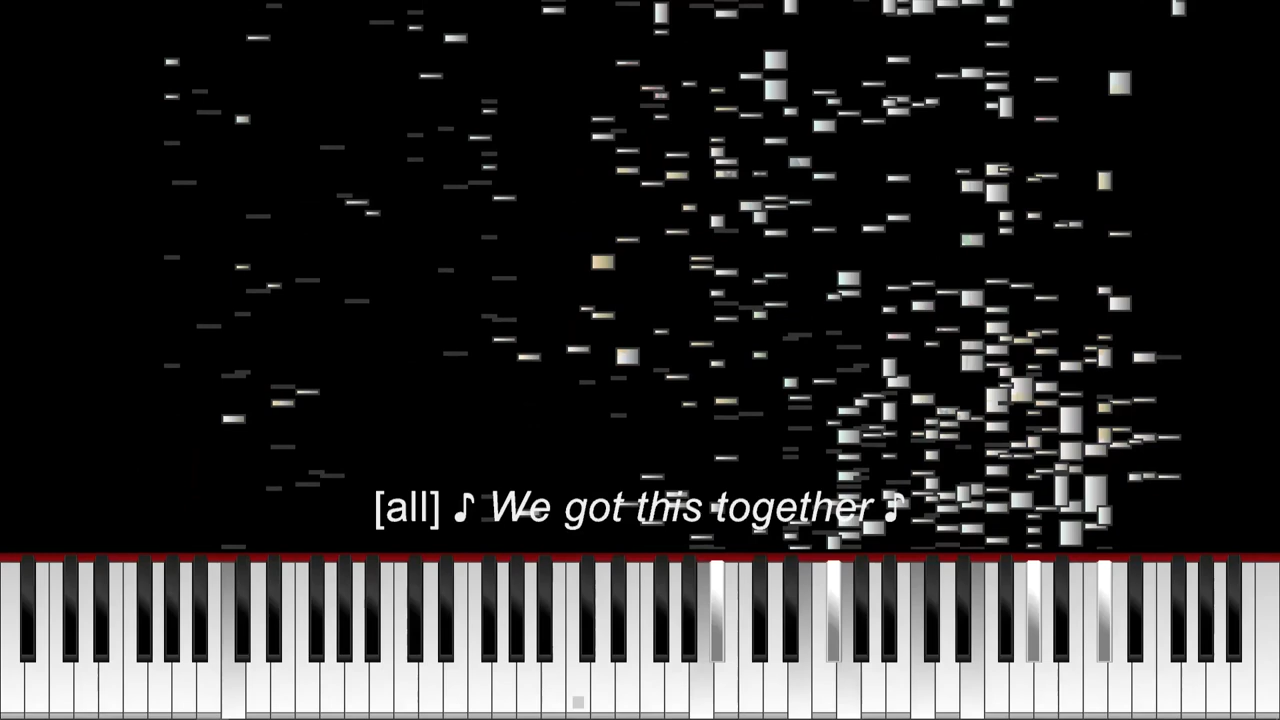 [all] ♪ We got this together ♪